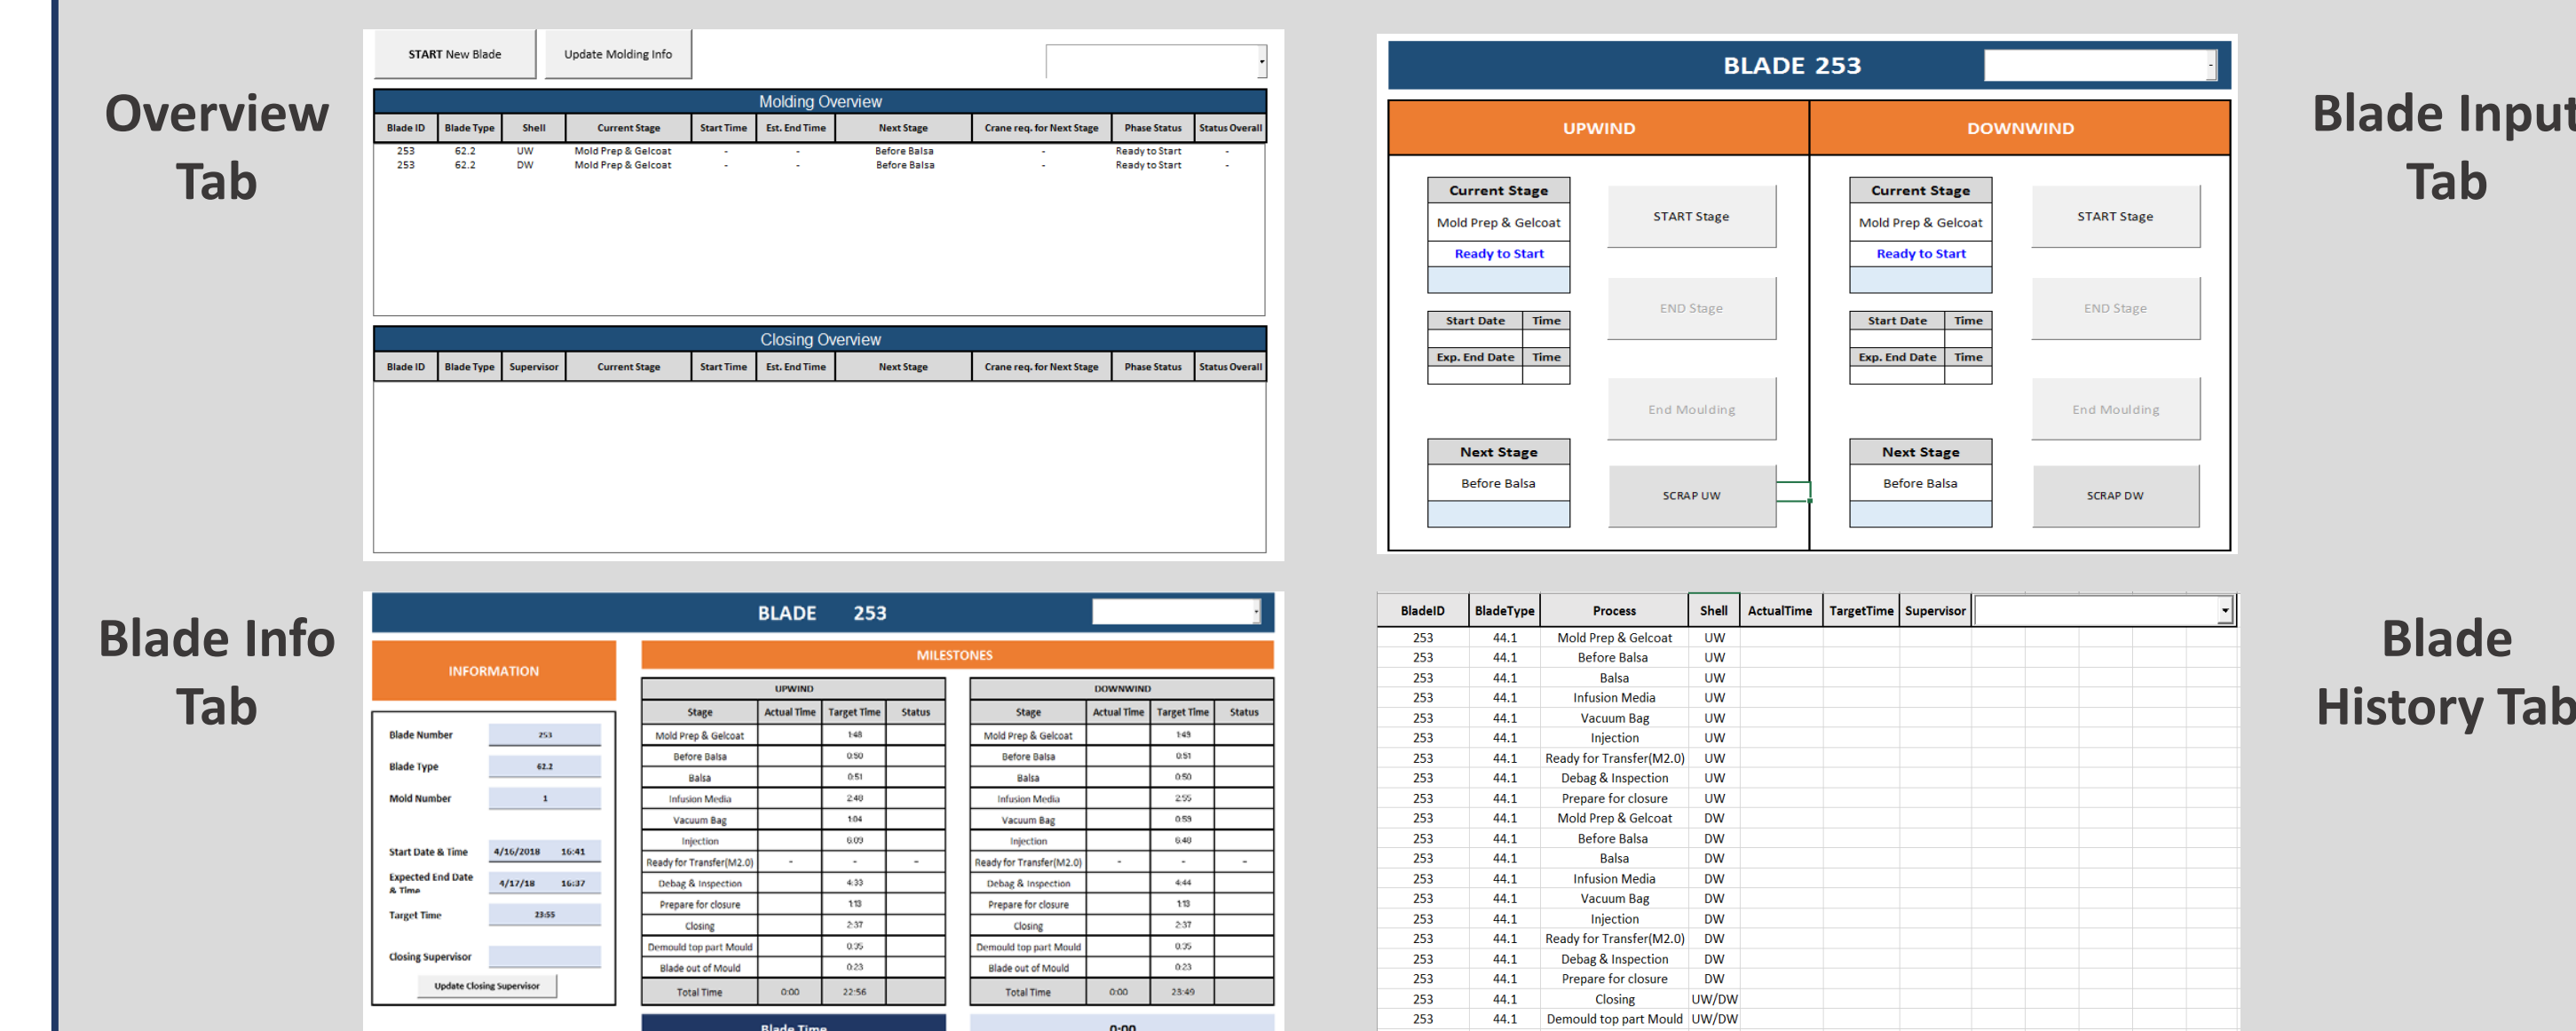 Overview
Tab
START New Blade
Update Molding Info
Molding Overview
Blade ID Blade Type Shell Current Stage Start Time Est. End Time Next Stage Crane req. for Next Stage Phase Status Status Overall
253 62.2 UW Mold Prep & Gelcoat - - Before Balsa - Ready to Start -
253 62.2 DW Mold Prep & Gelcoat - - Before Balsa - Ready to Start -
Closing Overview
Blade ID Blade Type Supervisor Current Stage Start Time Est. End Time Next Stage Crane req. for Next Stage Phase Status Status Overall
Blade Input
Tab
BLADE 253
UPWIND DOWNWIND
Current Stage
Mold Prep & Gelcoat
Ready to Start
START Stage
END Stage
Start Date Time
Exp. End Date Time
End Moulding
Next Stage
Before Balsa
SCRAP UW
Current Stage
Mold Prep & Gelcoat
Ready to Start
START Stage
END Stage
Start Date Time
Exp. End Date Time
End Moulding
Next Stage
Before Balsa
SCRAP DW
Blade Info
Tab
BLADE 253
INFORMATION
Blade Number 253
Blade Type 62.2
Mold Number 1
Start Date & Time 4/16/2018 16:41
Expected End Date
& Time 4/17/18 16:37
Target Time 23:55
Closing Supervisor
Update Closing Supervisor
MILESTONES
UPWIND
Stage Actual Time Target Time Status
Mold Prep & Gelcoat 1:48
Before Balsa 0:50
Balsa 0:51
Infusion Media 2:40
Vacuum Bag 1:04
Injection 6:09
Ready for Transfer(M2.0) - - -
Debag & Inspection 4:33
Prepare for closure 1:13
Closing 2:37
Demould top part Mould 0:35
Blade out of Mould 0:23
Total Time 0:00 22:56
DOWNWIND
Stage Actual Time Target Time Status
Mold Prep & Gelcoat 1:49
Before Balsa 0:51
Balsa 0:50
Infusion Media 2:55
Vacuum Bag 0:59
Injection 6:40
Ready for Transfer(M2.0) - - -
Debag & Inspection 4:44
Prepare for closure 1:13
Closing 2:37
Demould top part Mould 0:35
Blade out of Mould 0:23
Total Time 0:00 23:49
Blade Time 0:00
Blade
History Tab
BladeID BladeType Process Shell ActualTime TargetTime Supervisor
253 44.1 Mold Prep & Gelcoat UW
253 44.1 Before Balsa UW
253 44.1 Balsa UW
253 44.1 Infusion Media UW
253 44.1 Vacuum Bag UW
253 44.1 Injection UW
253 44.1 Ready for Transfer(M2.0) UW
253 44.1 Debag & Inspection UW
253 44.1 Prepare for closure UW
253 44.1 Mold Prep & Gelcoat DW
253 44.1 Before Balsa DW
253 44.1 Balsa DW
253 44.1 Infusion Media DW
253 44.1 Vacuum Bag DW
253 44.1 Injection DW
253 44.1 Ready for Transfer(M2.0) DW
253 44.1 Debag & Inspection DW
253 44.1 Prepare for closure DW
253 44.1 Closing UW/DW
253 44.1 Demould top part Mould UW/DW